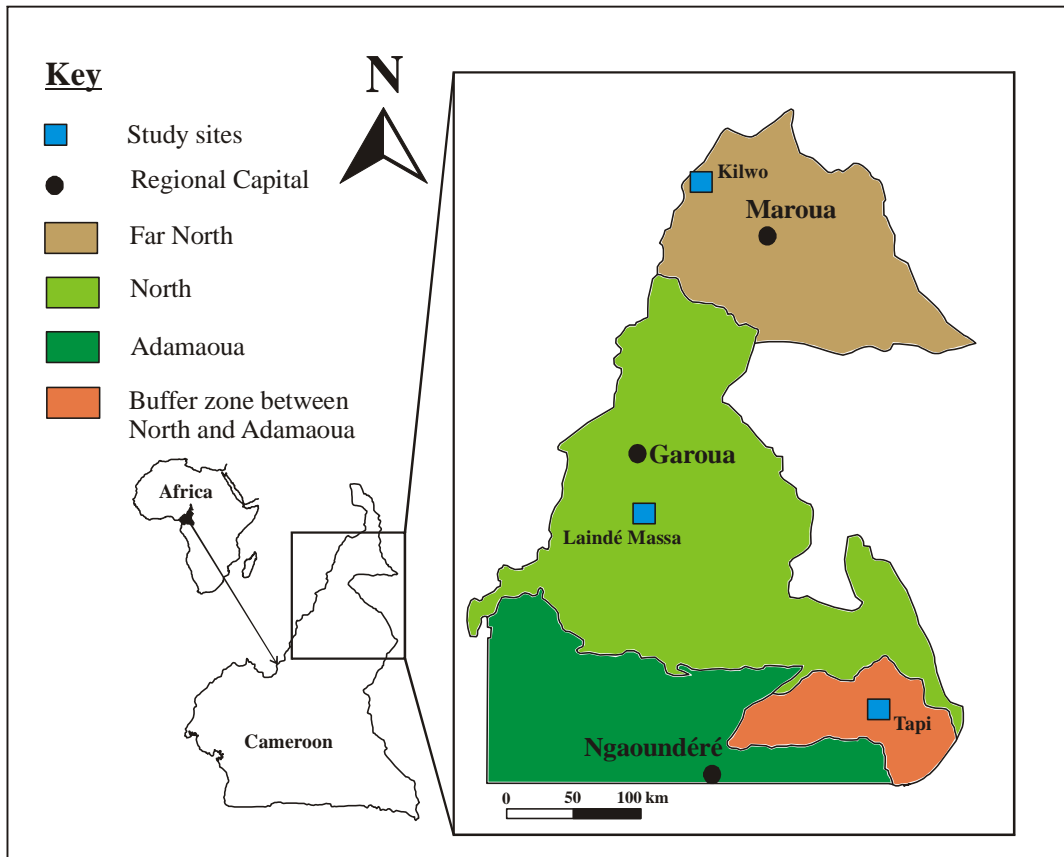 Key
Study sites
Regional Capital
Far North
North
Adamaoua
Buffer zone between
North and Adamaoua
N
Africa
Cameroon
Kilwo
Maroua
Garoua
Laindé Massa
Tapi
Ngaoundéré
0 50 100 km